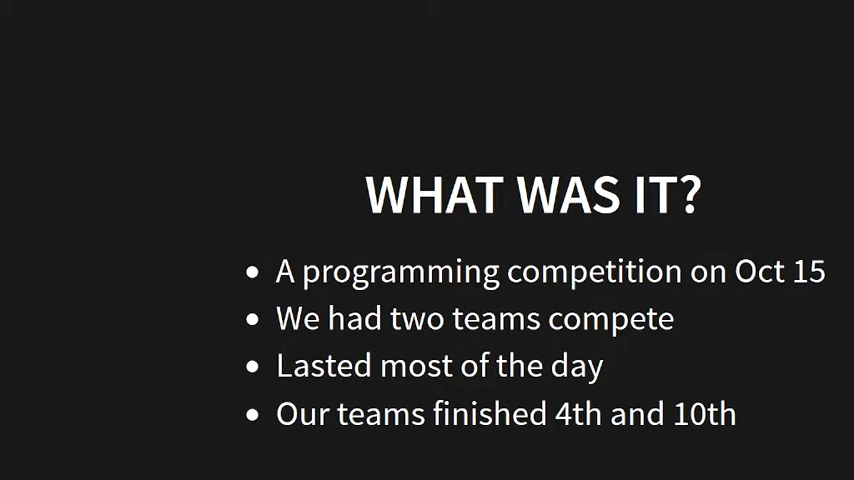 WHAT WAS IT?
• A programming competition on Oct 15
• We had two teams compete
• Lasted most of the day
• Our teams finished 4th and 10th